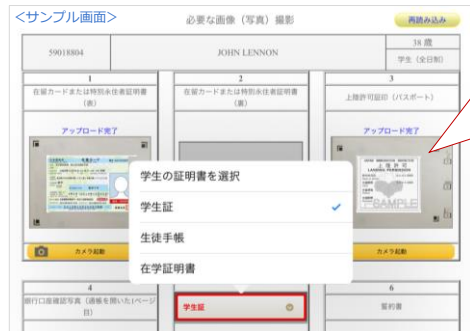 <サンプル画面>
必要な画像（写真）撮影
再読み込み
59018804
JOHN LENNON
38 歳
学生（全日制）
1
在留カードまたは特別永住者証明書
（表）
2
在留カードまたは特別永住者証明書
（裏）
3
上陸許可証印（パスポート）
アップロード完了
アップロード完了
上陸許可
LANDING PERMISSION
SAMPLE
学生の証明書を選択
学生証
生徒手帳
在学証明書
カメラ起動
カメラ起動
4
銀行口座確認写真（通帳を開いた(ページ
目）
学生証
6
誓約書